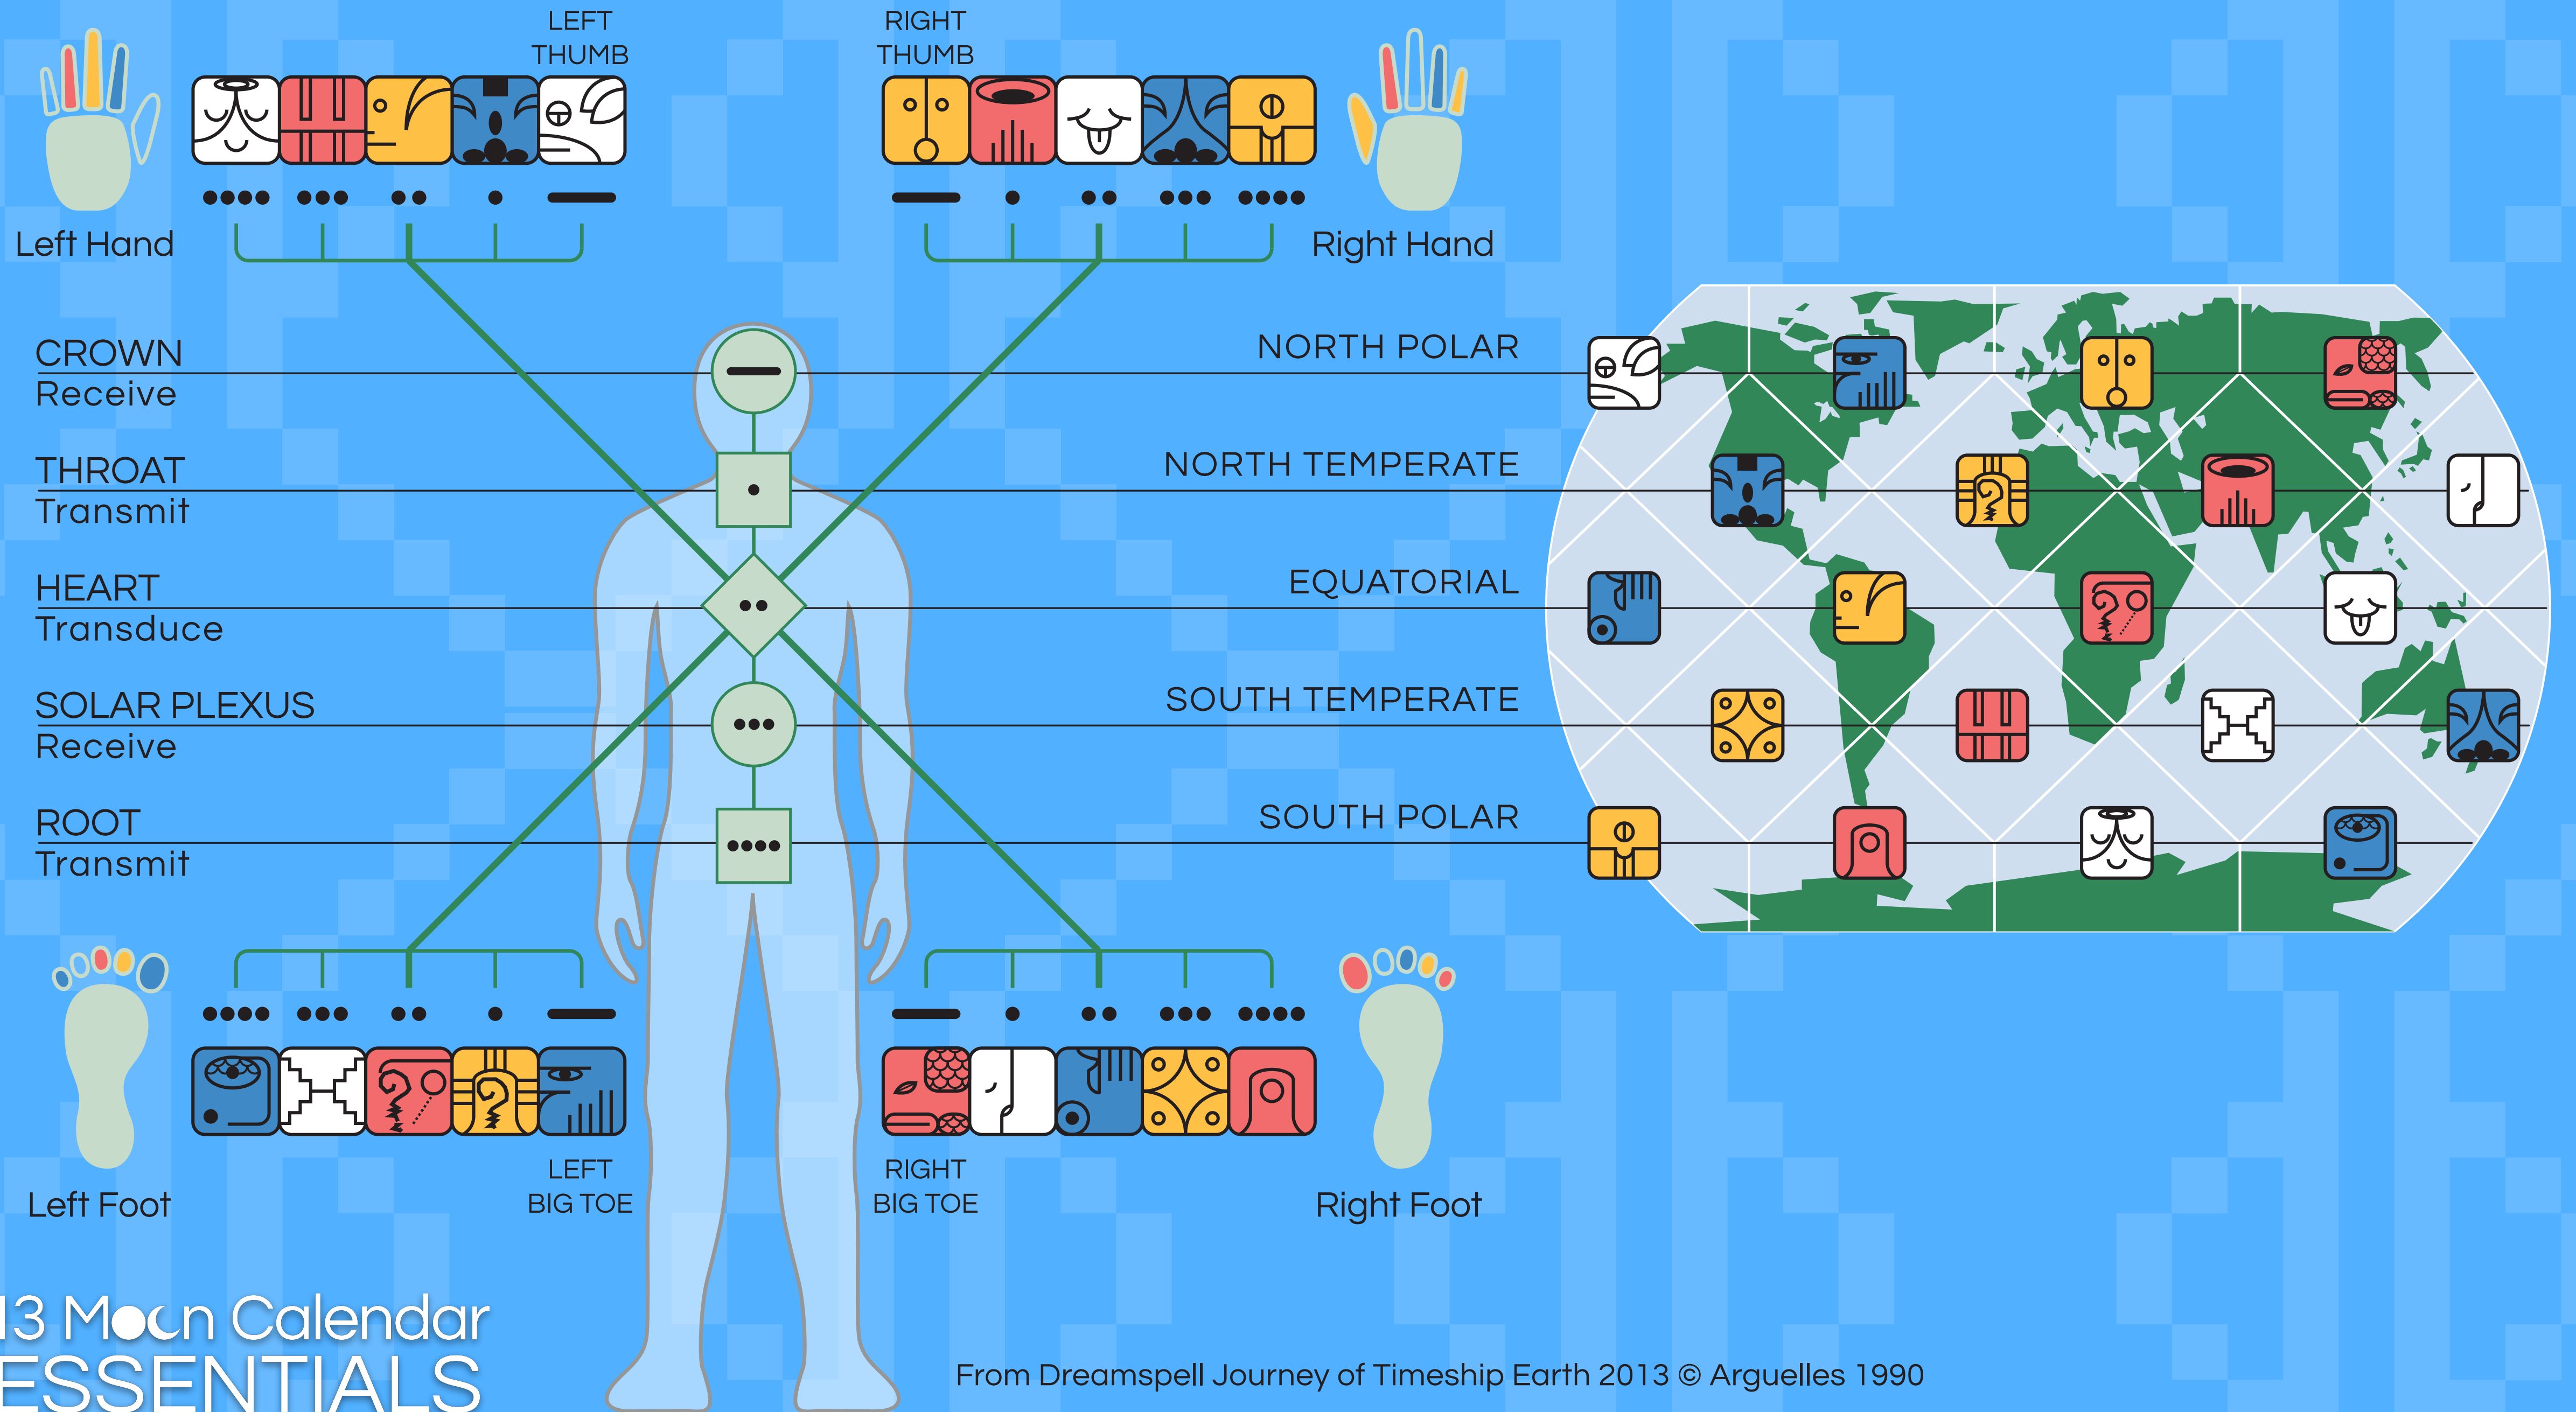 LEFT
THUMB
RIGHT
THUMB
Left Hand
Right Hand
CROWN
Receive
NORTH POLAR
THROAT
Transmit
NORTH TEMPERATE
HEART
Transduce
EQUATORIAL
SOLAR PLEXUS
Receive
SOUTH TEMPERATE
ROOT
Transmit
SOUTH POLAR
LEFT
BIG TOE
RIGHT
BIG TOE
Left Foot
Right Foot
13 Moon Calendar
ESSENTIALS
From Dreamspell Journey of Timeship Earth 2013 © Arguelles 1990